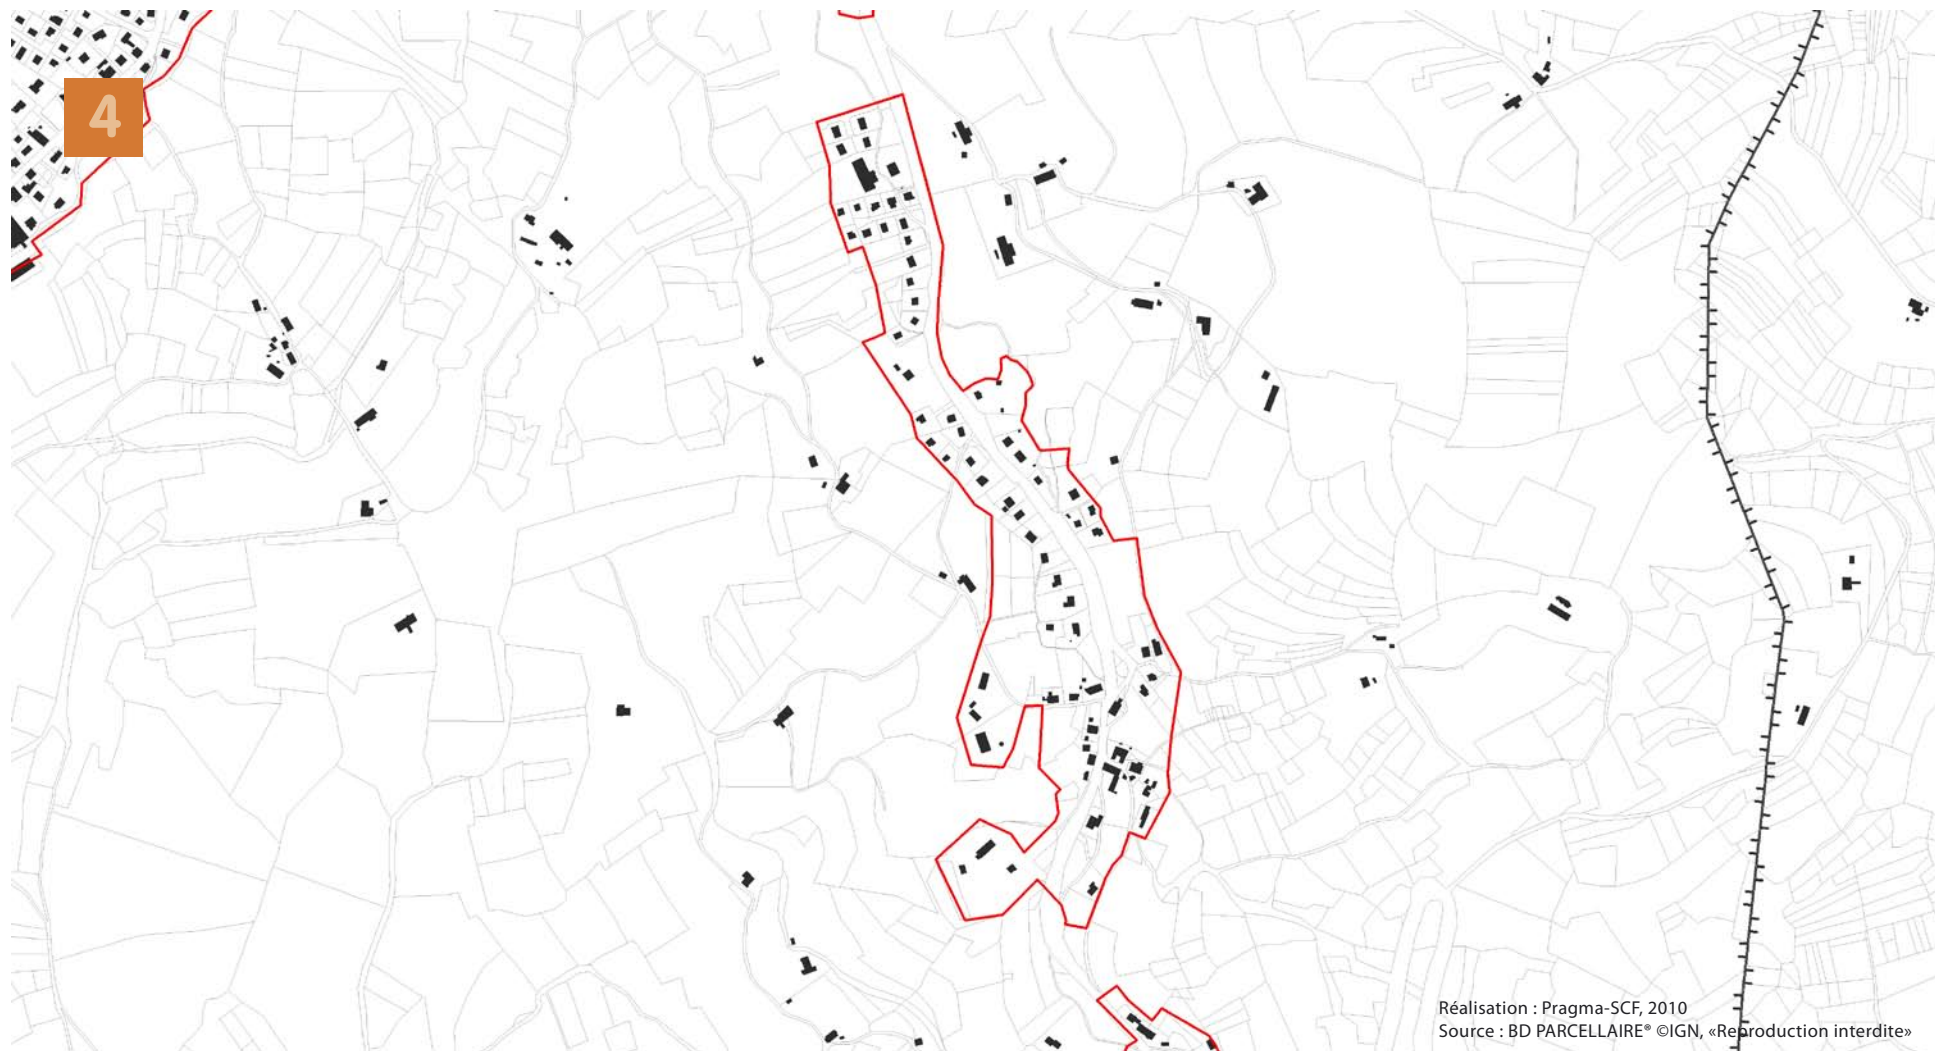 4
Réalisation : Pragma-SCF, 2010
Source : BD PARCELLAIRE® ©IGN, «Reproduction interdite»